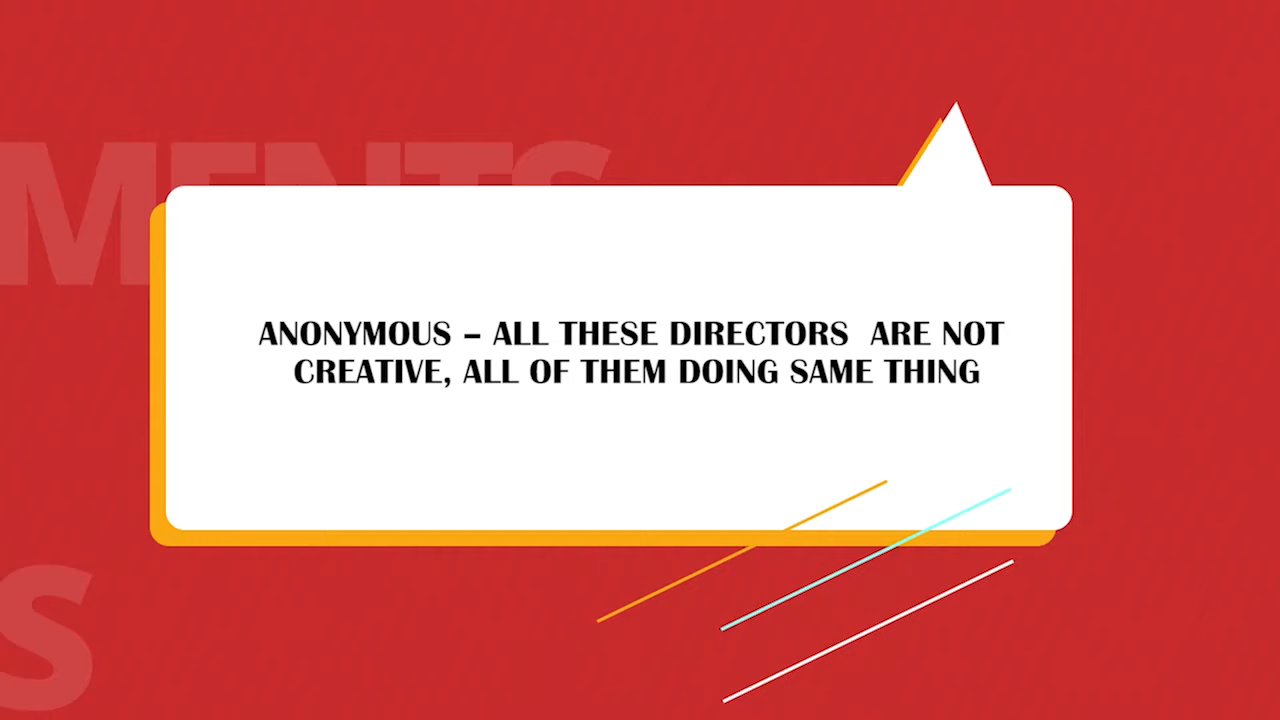 MENTS
ANONYMOUS – ALL THESE DIRECTORS  ARE NOT
CREATIVE, ALL OF THEM DOING SAME THING
S